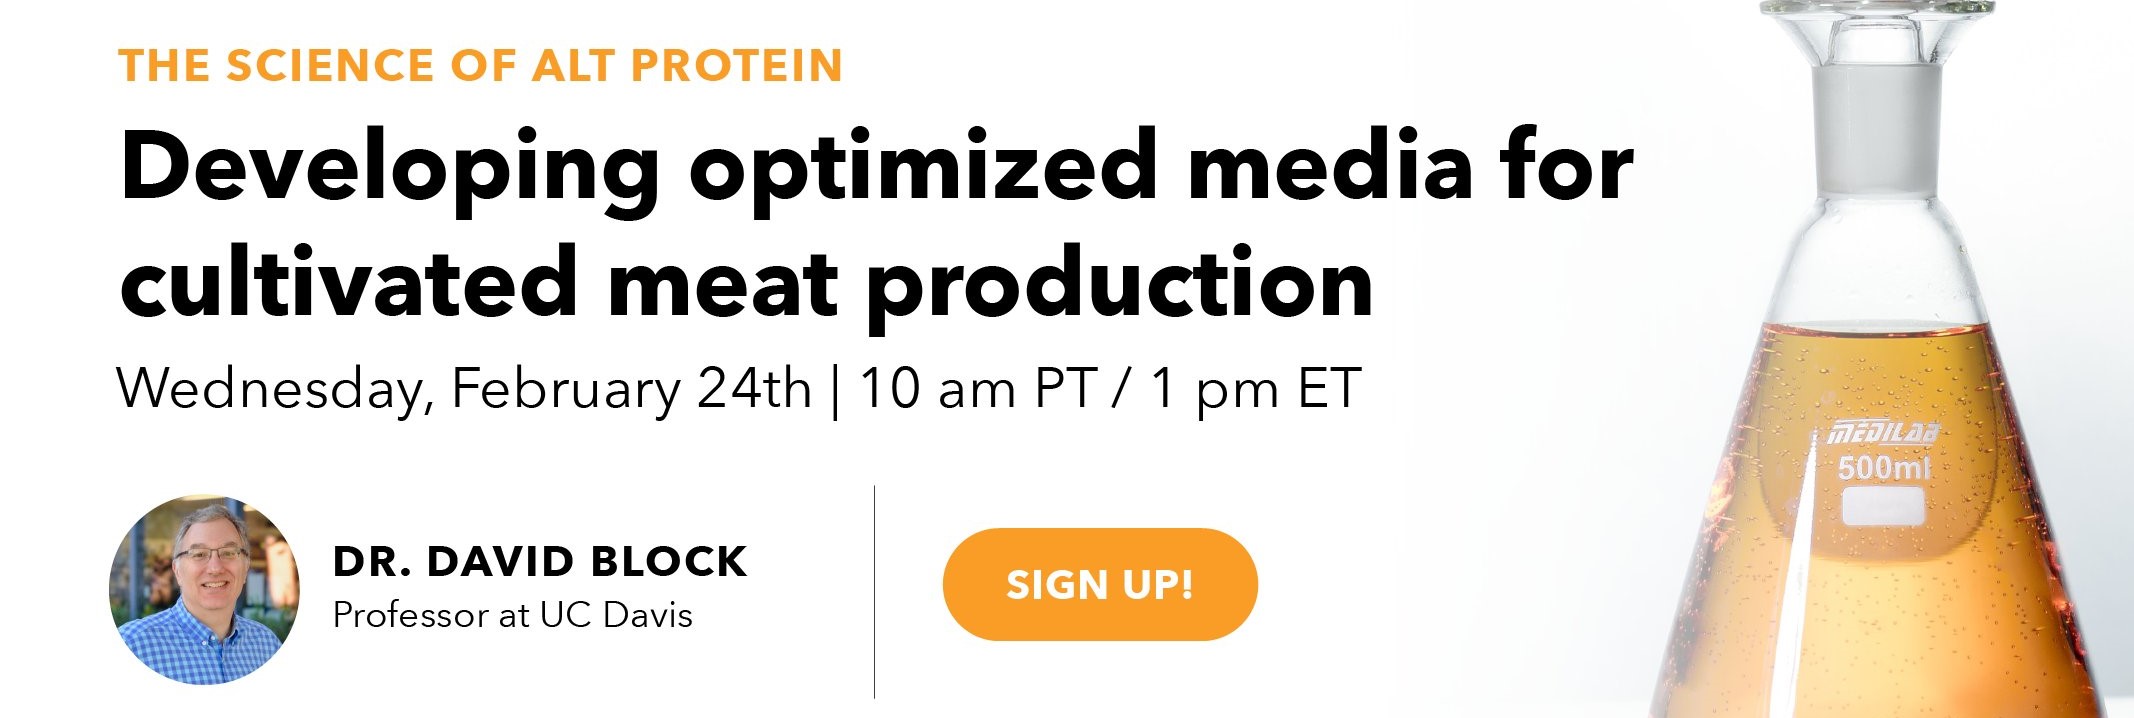 THE SCIENCE OF ALT PROTEIN
Developing optimized media for
cultivated meat production
Wednesday, February 24th | 10 am PT / 1 pm ET
DR. DAVID BLOCK
Professor at UC Davis
SIGN UP!
MEDILAB
500ml